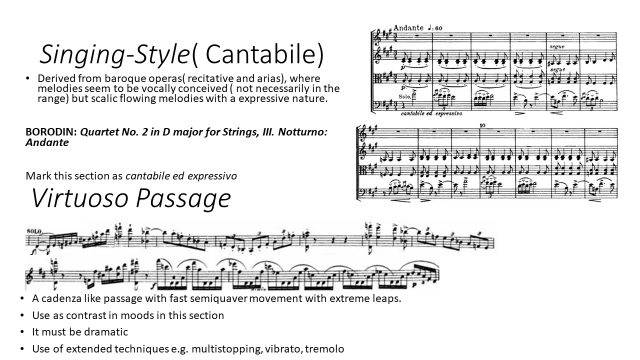 Singing-Style( Cantabile)
• Derived from baroque operas( recitative and arias), where
melodies seem to be vocally conceived ( not necessarily in the
range) but scalic flowing melodies with a expressive nature.
BORODIN: Quartet No. 2 in D major for Strings, III. Notturno:
Andante
Mark this section as cantabile ed expressivo
Andante ♩. 60
segue
segue
p
p
Solo.
p
cantabile ed espressivo
Virtuoso Passage
SOLO
f
• A cadenza like passage with fast semiquaver movement with extreme leaps.
• Use as contrast in moods in this section
• It must be dramatic
• Use of extended techniques e.g. multistopping, vibrato, tremolo